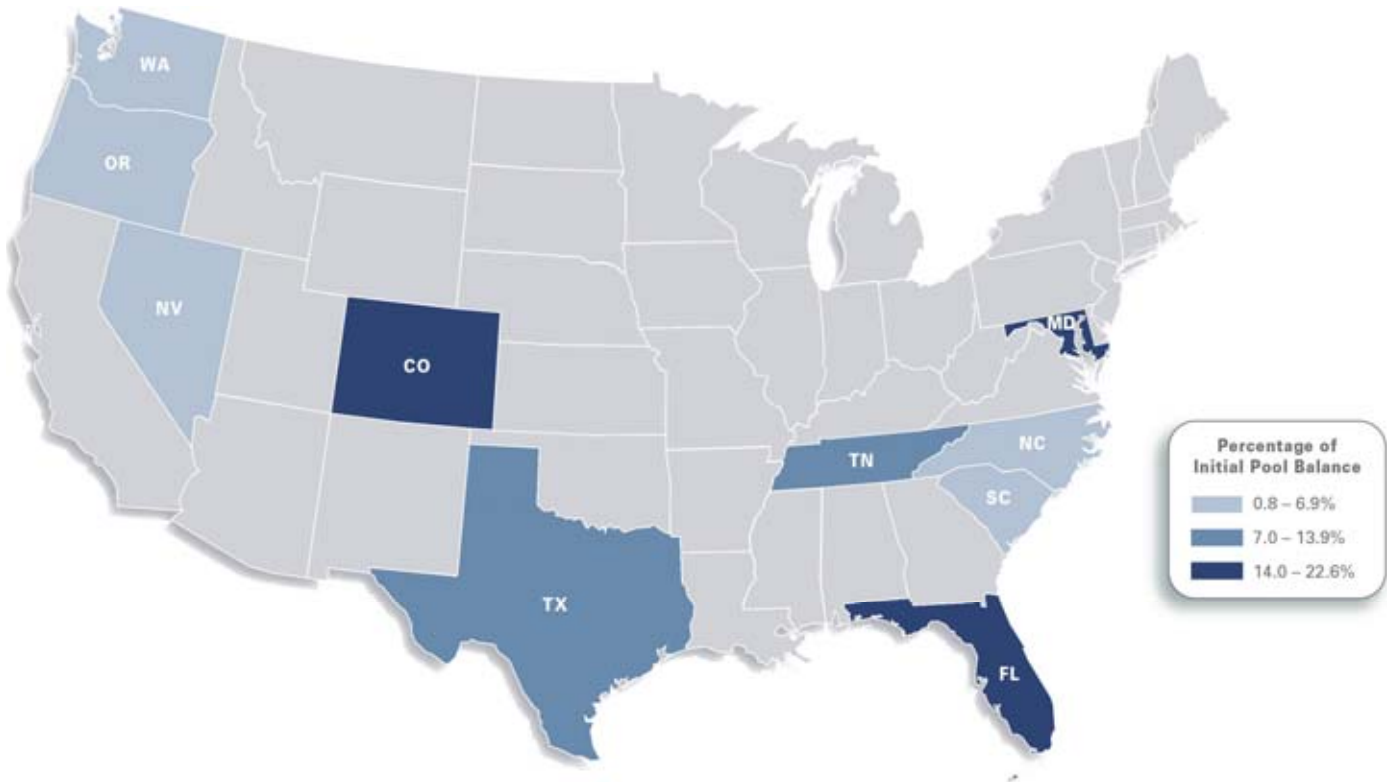 WA
OR
NV
CO
MD
TN
NC
SC
TX
FL
Percentage of
Initial Pool Balance
0.8 – 6.9%
7.0 – 13.9%
14.0 – 22.6%